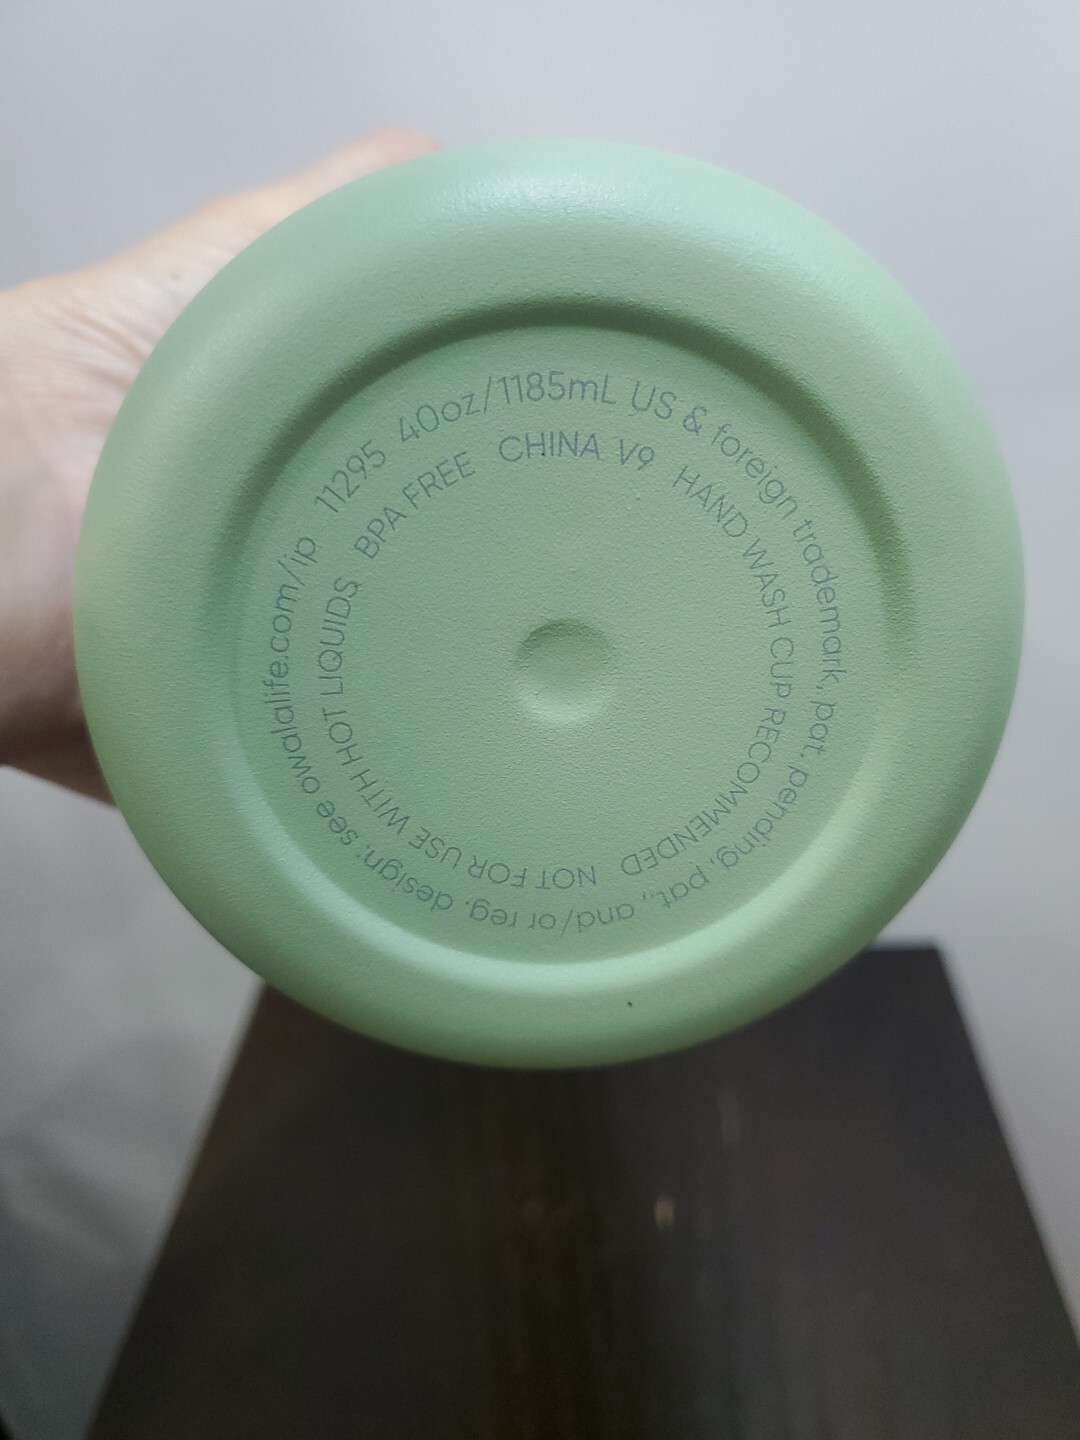 11295 40oz/1185mL US & foreign trademark, pat. pending, pat., and/or reg. design: see owalalife.com/ip
BPA FREE CHINA V9 HAND WASH CUP RECOMMENDED NOT FOR USE WITH HOT LIQUIDS